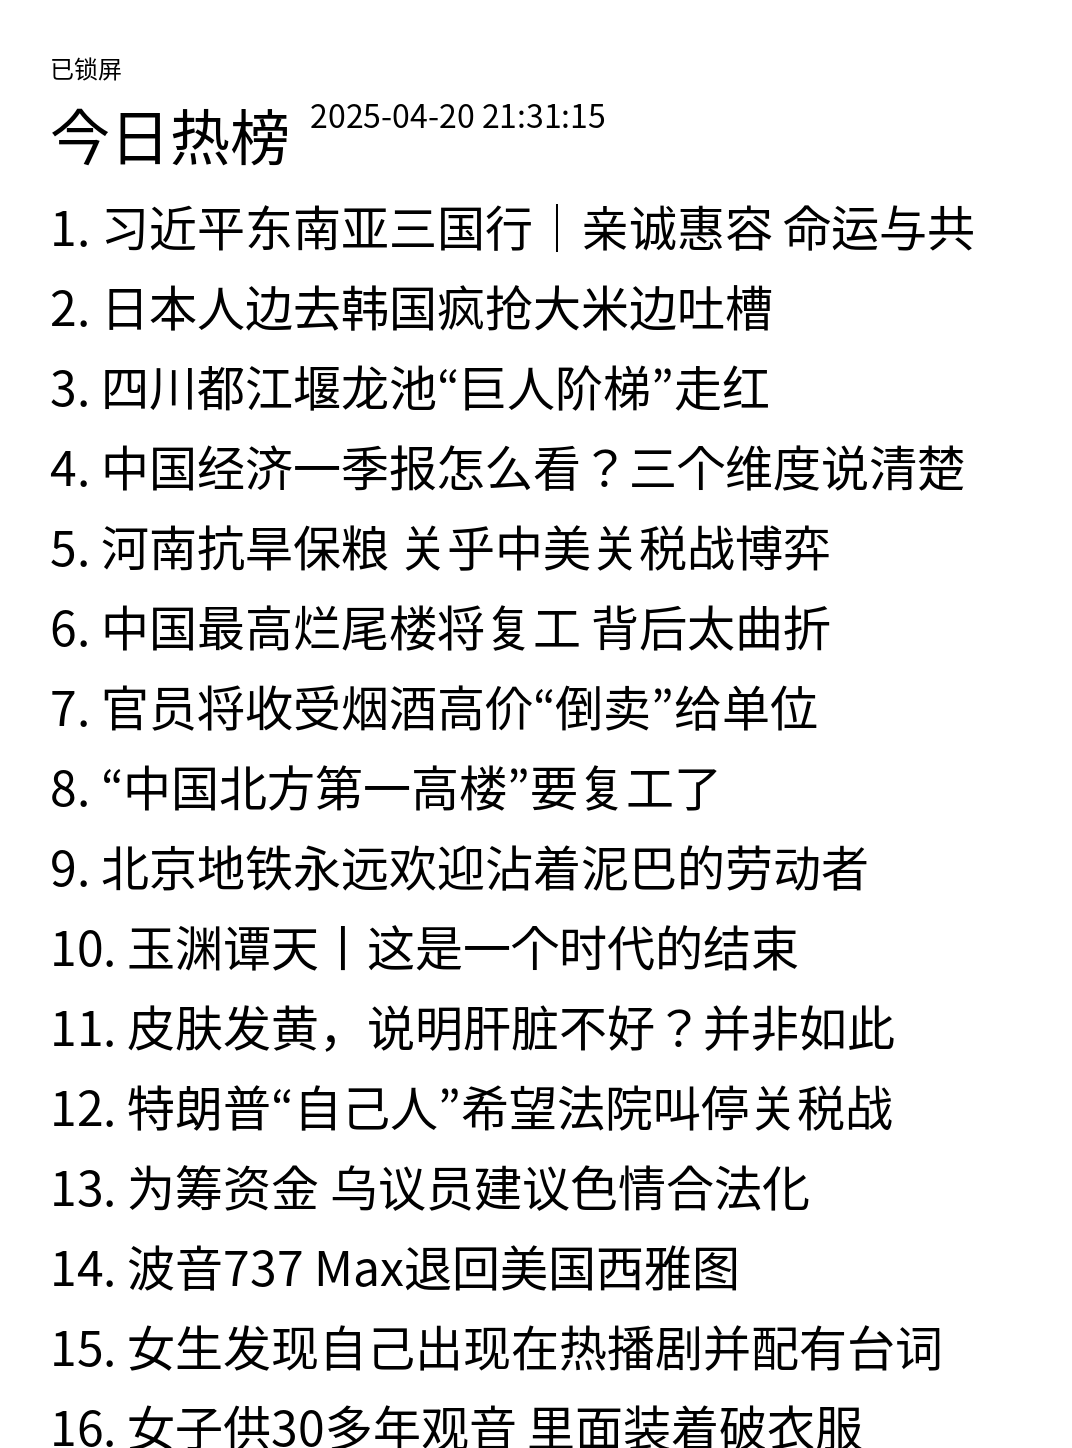 已锁屏
今日热榜 2025-04-20 21:31:15
1. 习近平东南亚三国行｜亲诚惠容 命运与共
2. 日本人边去韩国疯抢大米边吐槽
3. 四川都江堰龙池“巨人阶梯”走红
4. 中国经济一季报怎么看？三个维度说清楚
5. 河南抗旱保粮 关乎中美关税战博弈
6. 中国最高烂尾楼将复工 背后太曲折
7. 官员将收受烟酒高价“倒卖”给单位
8. “中国北方第一高楼”要复工了
9. 北京地铁永远欢迎沾着泥巴的劳动者
10. 玉渊谭天丨这是一个时代的结束
11. 皮肤发黄，说明肝脏不好？并非如此
12. 特朗普“自己人”希望法院叫停关税战
13. 为筹资金 乌议员建议色情合法化
14. 波音737 Max退回美国西雅图
15. 女生发现自己出现在热播剧并配有台词
16. 女子供30多年观音 里面装着破衣服